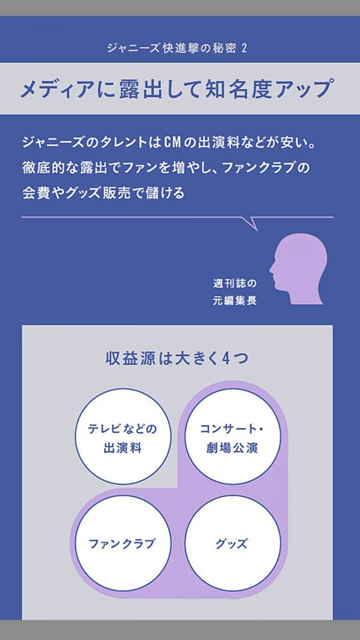 ジャニーズ快進撃の秘密 2
メディアに露出して知名度アップ
ジャニーズのタレントはCMの出演料などが安い。
徹底的な露出でファンを増やし、ファンクラブの
会費やグッズ販売で儲ける
週刊誌の
元編集長
収益源は大きく4つ
テレビなどの
出演料
コンサート・
劇場公演
ファンクラブ
グッズ